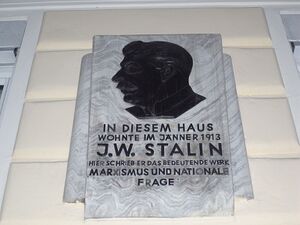 IN DIESEM HAUS
WOHNTE IM JÄNNER 1913
J.W. STALIN
HIER SCHRIEB ER DAS BEDEUTENDE WERK
MARXISMUS UND NATIONALE
FRAGE